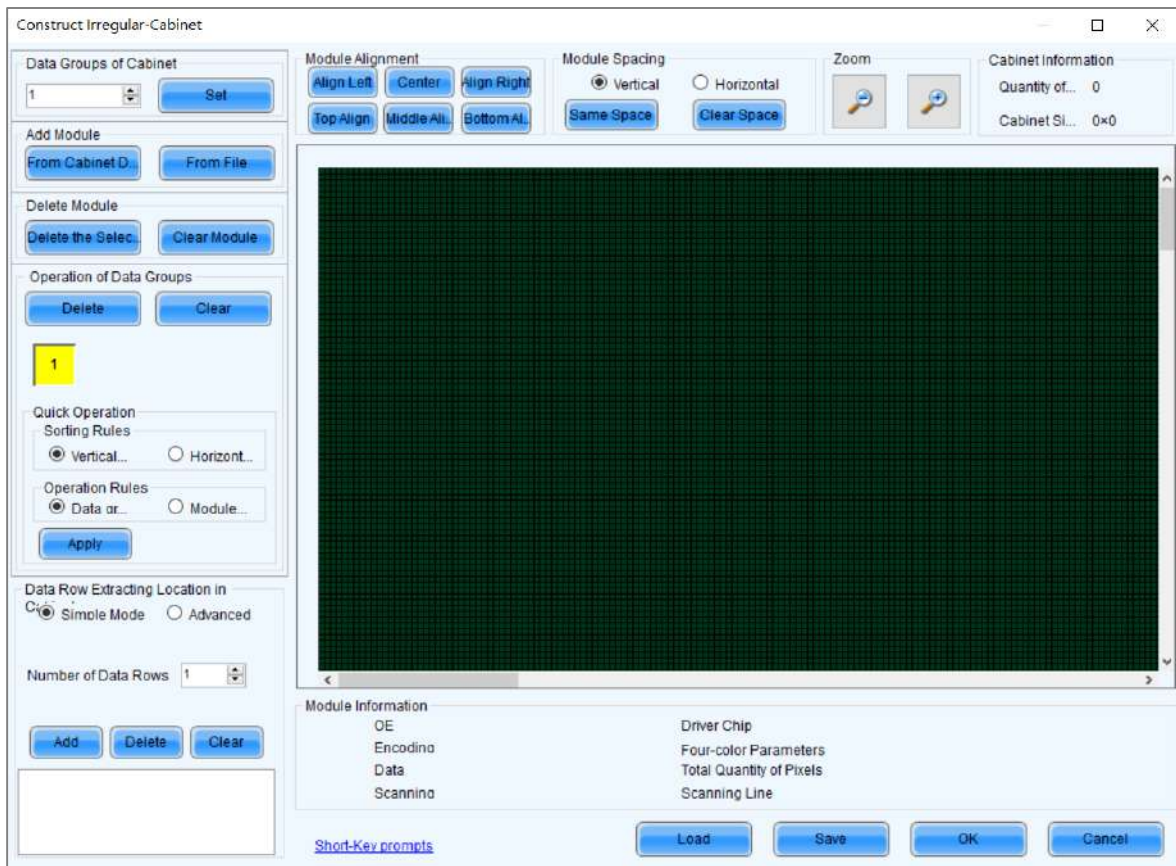 Construct Irregular-Cabinet
Data Groups of Cabinet
1
Set
Add Module
From Cabinet D...
From File
Delete Module
Delete the Selec...
Clear Module
Operation of Data Groups
Delete
Clear
1
Quick Operation
Sorting Rules
Vertical...
Horizont...
Operation Rules
Data gr...
Module...
Apply
Data Row Extracting Location in
Simple Mode
Advanced
Number of Data Rows
1
Add
Delete
Clear
Module Alignment
Align Left
Center
Align Right
Top Align
Middle Ali..
Bottom Al..
Module Spacing
Vertical
Horizontal
Same Space
Clear Space
Zoom
Cabinet Information
Quantity of... 0
Cabinet Si... 0×0
Module Information
OE
Encoding
Data
Scanning
Driver Chip
Four-color Parameters
Total Quantity of Pixels
Scanning Line
Short-Key prompts
Load
Save
OK
Cancel